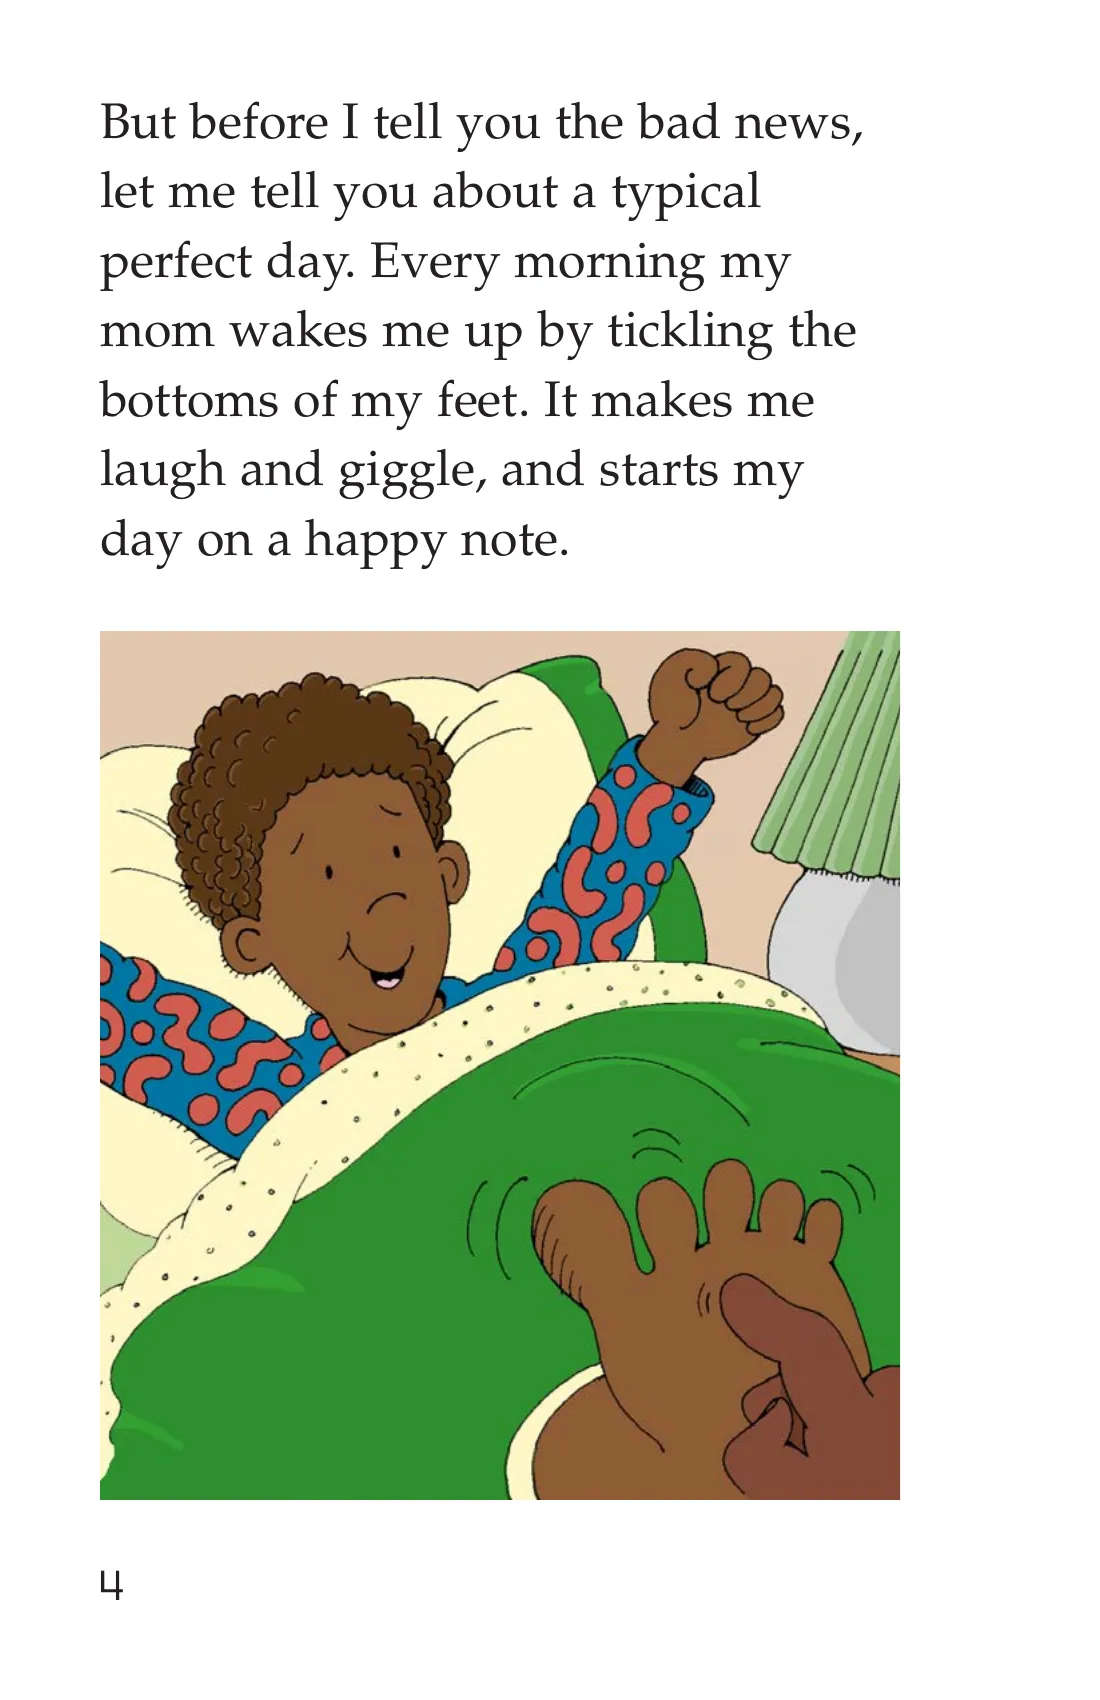 But before I tell you the bad news,
let me tell you about a typical
perfect day. Every morning my
mom wakes me up by tickling the
bottoms of my feet. It makes me
laugh and giggle, and starts my
day on a happy note.
4